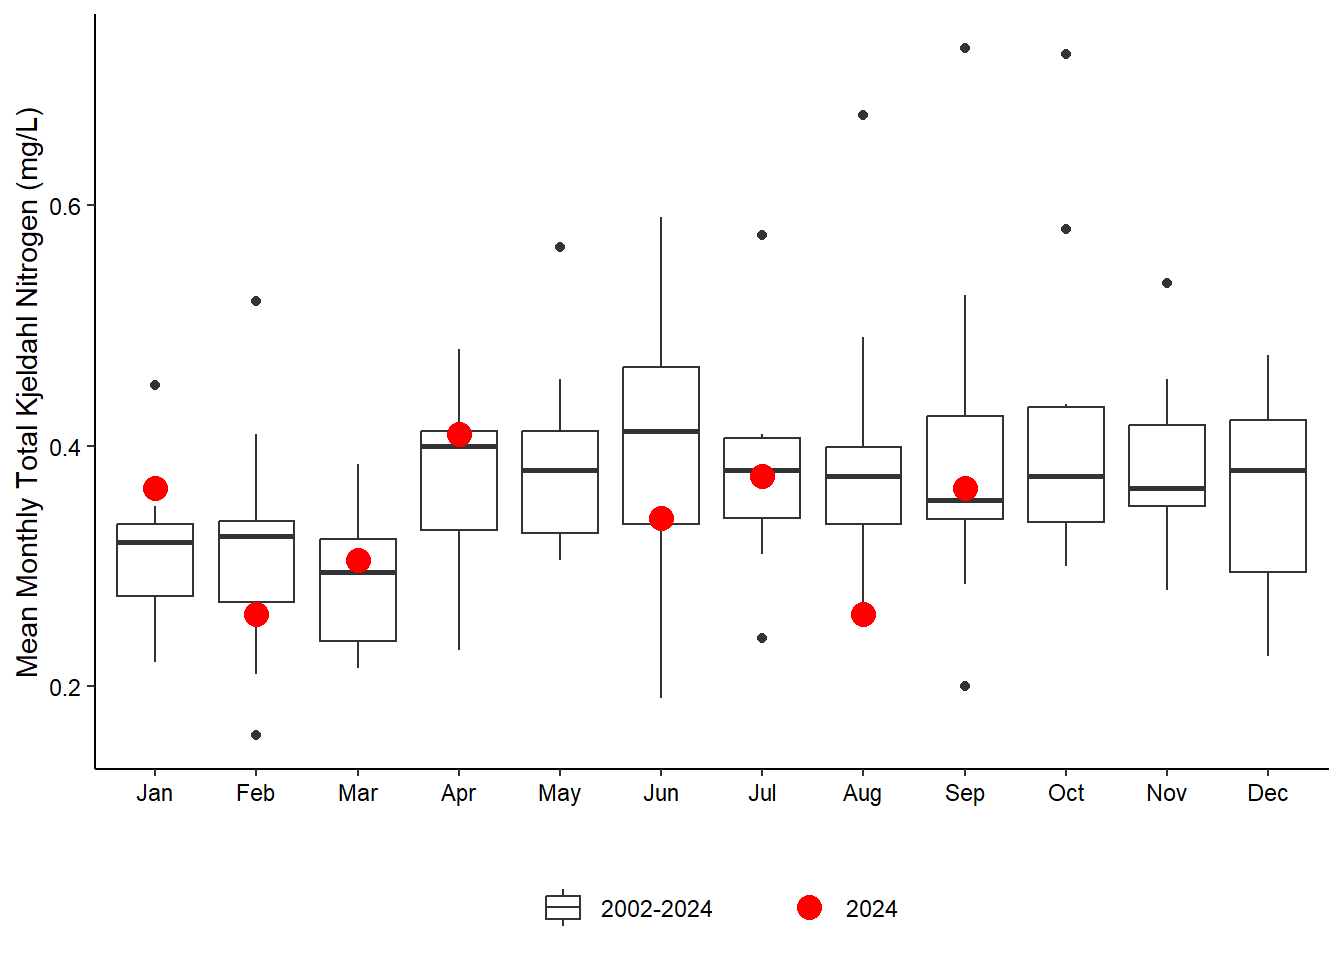 Mean Monthly Total Kjeldahl Nitrogen (mg/L)
0.6
0.4
0.2
Jan Feb Mar Apr May Jun Jul Aug Sep Oct Nov Dec
2002-2024 2024